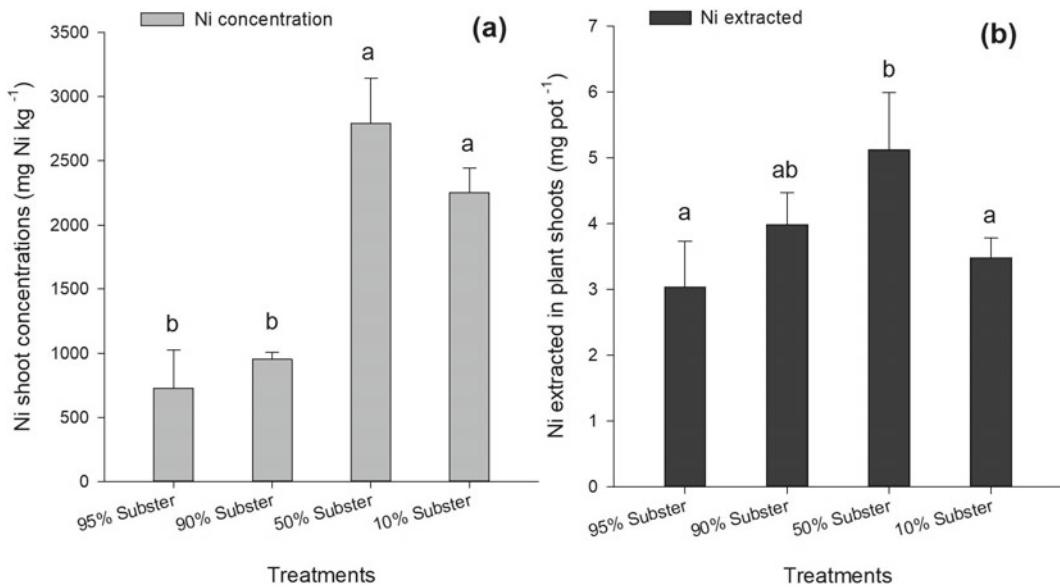 Ni concentration
(a)
Ni shoot concentrations (mg Ni kg ⁻¹)
3500
3000
2500
2000
1500
1000
500
0
b
b
a
a
95% Subster
90% Subster
50% Subster
10% Subster
Treatments
Ni extracted
(b)
Ni extracted in plant shoots (mg pot ⁻¹)
7
6
5
4
3
2
1
0
a
ab
b
a
95% Subster
90% Subster
50% Subster
10% Subster
Treatments